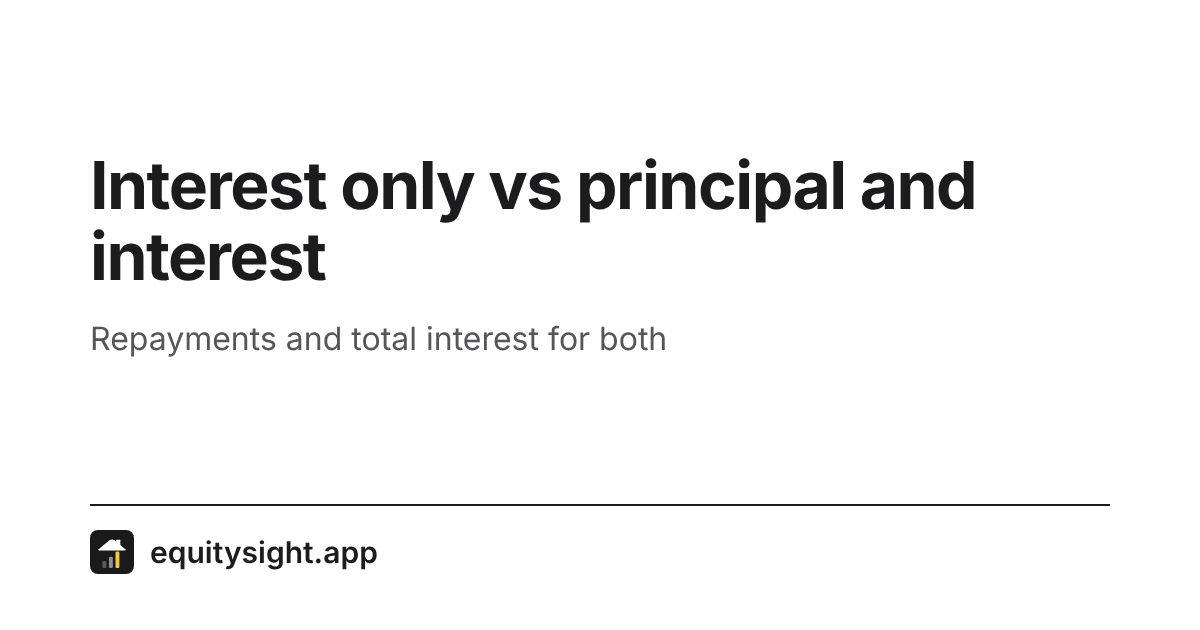 Interest only vs principal and
interest
Repayments and total interest for both
equitysight.app